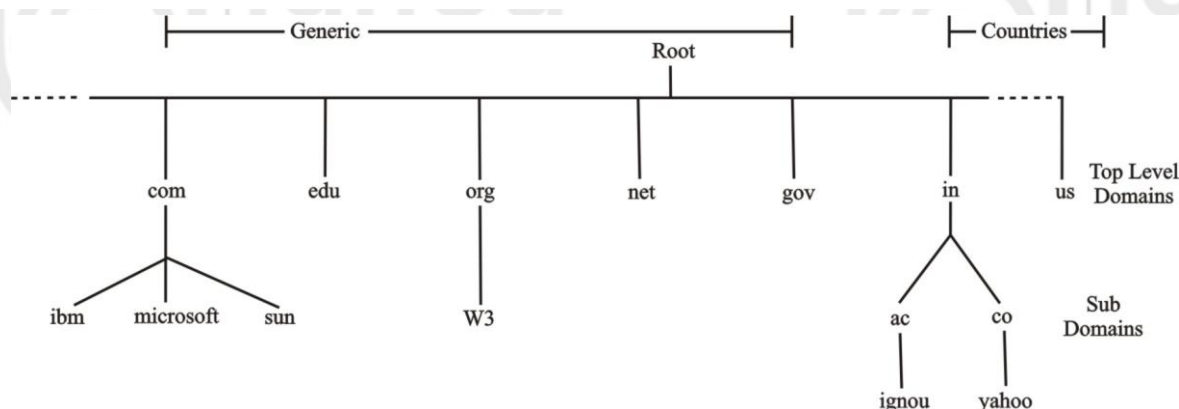 Generic
Countries
Root
com
edu
org
net
gov
in
us
Top Level
Domains
ibm
microsoft
sun
W3
ac
co
Sub
Domains
ignou
yahoo